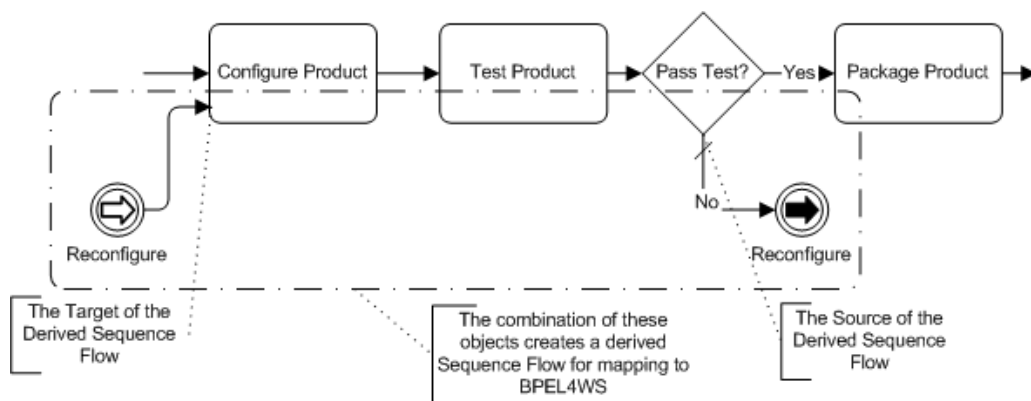 Configure Product
Test Product
Pass Test?
Yes
Package Product
No
Reconfigure
Reconfigure
The Target of the
Derived Sequence
Flow
The combination of these
objects creates a derived
Sequence Flow for mapping to
BPEL4WS
The Source of the
Derived Sequence
Flow